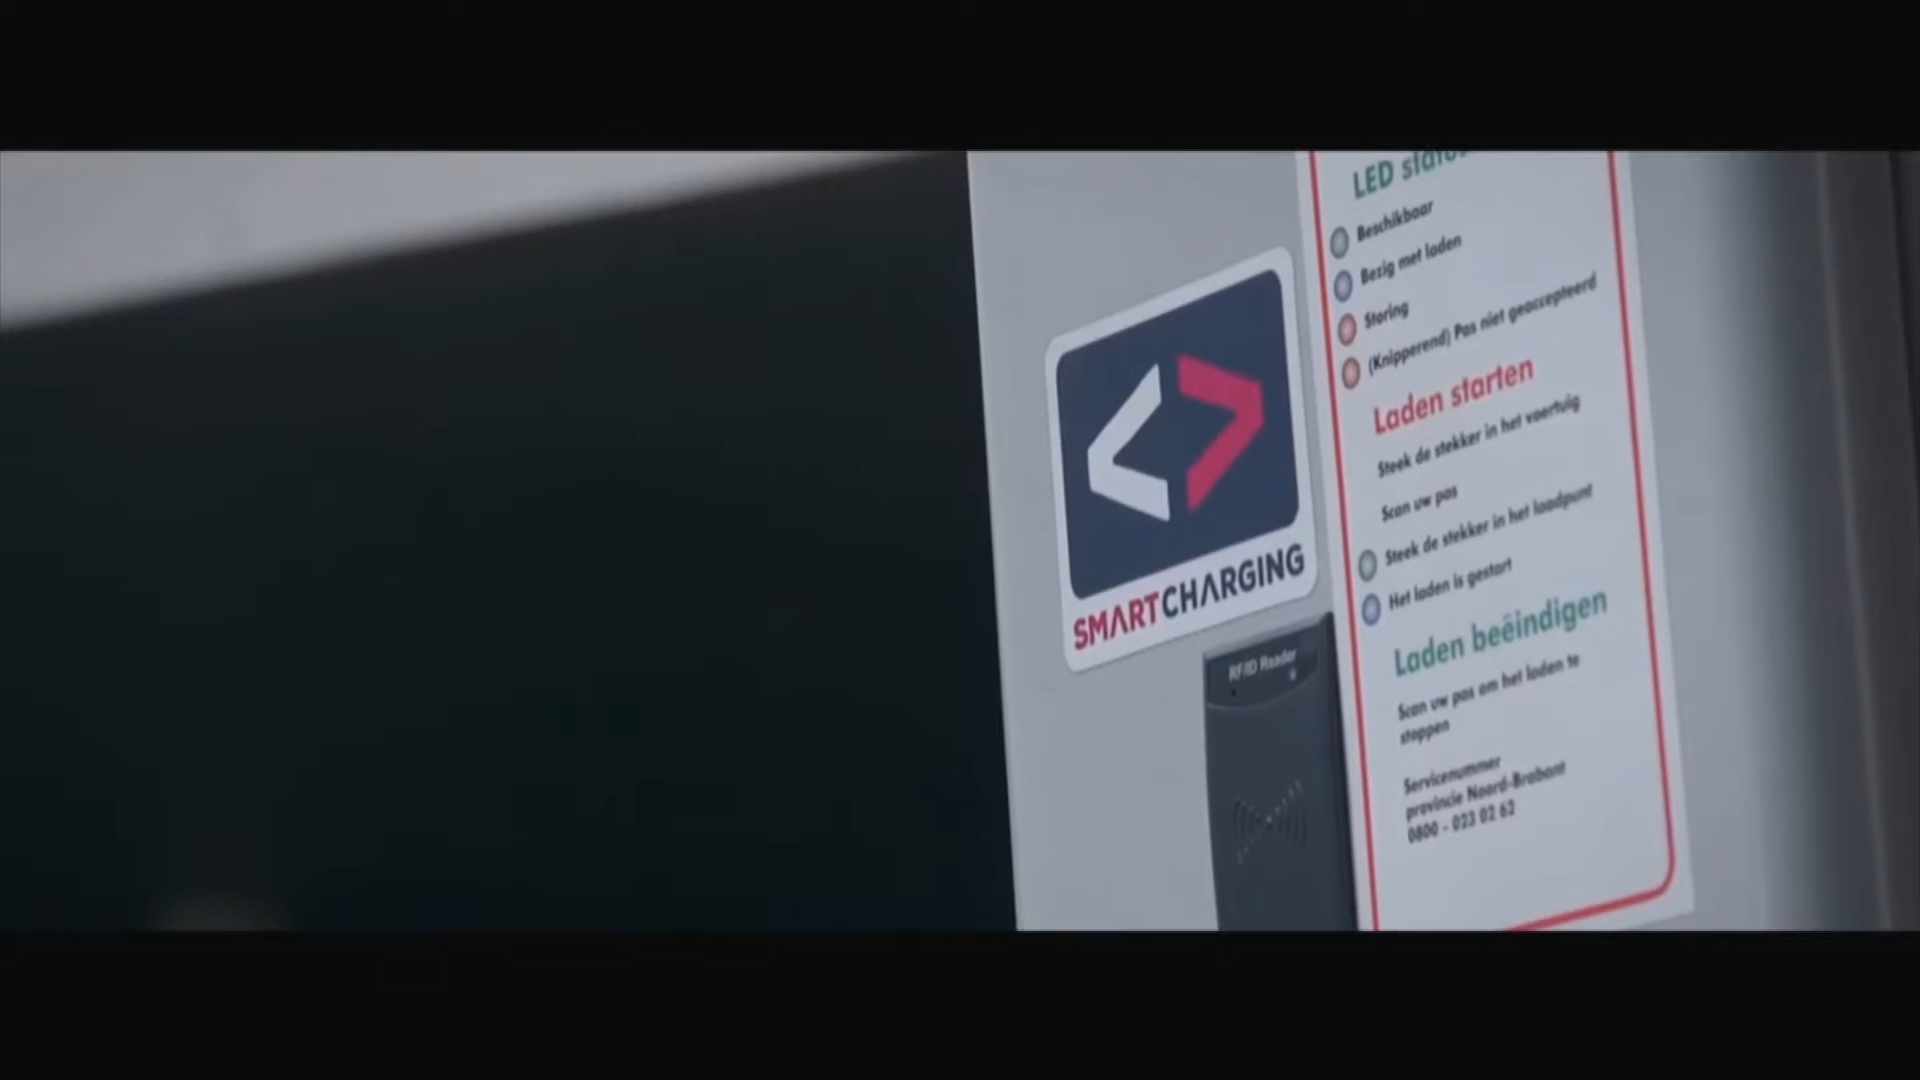 SMARTCHARGING
RFID Reader
LED status
Beschikbaar
Bezig met laden
Storing
(Knipperend) Pas niet geaccepteerd
Laden starten
Steek de stekker in het voertuig
Scan uw pas
Steek de stekker in het laadpunt
Het laden is gestart
Laden beëindigen
Scan uw pas om het laden te
stoppen
Servicenummer
provincie Noord-Brabant
0800 - 023 02 62